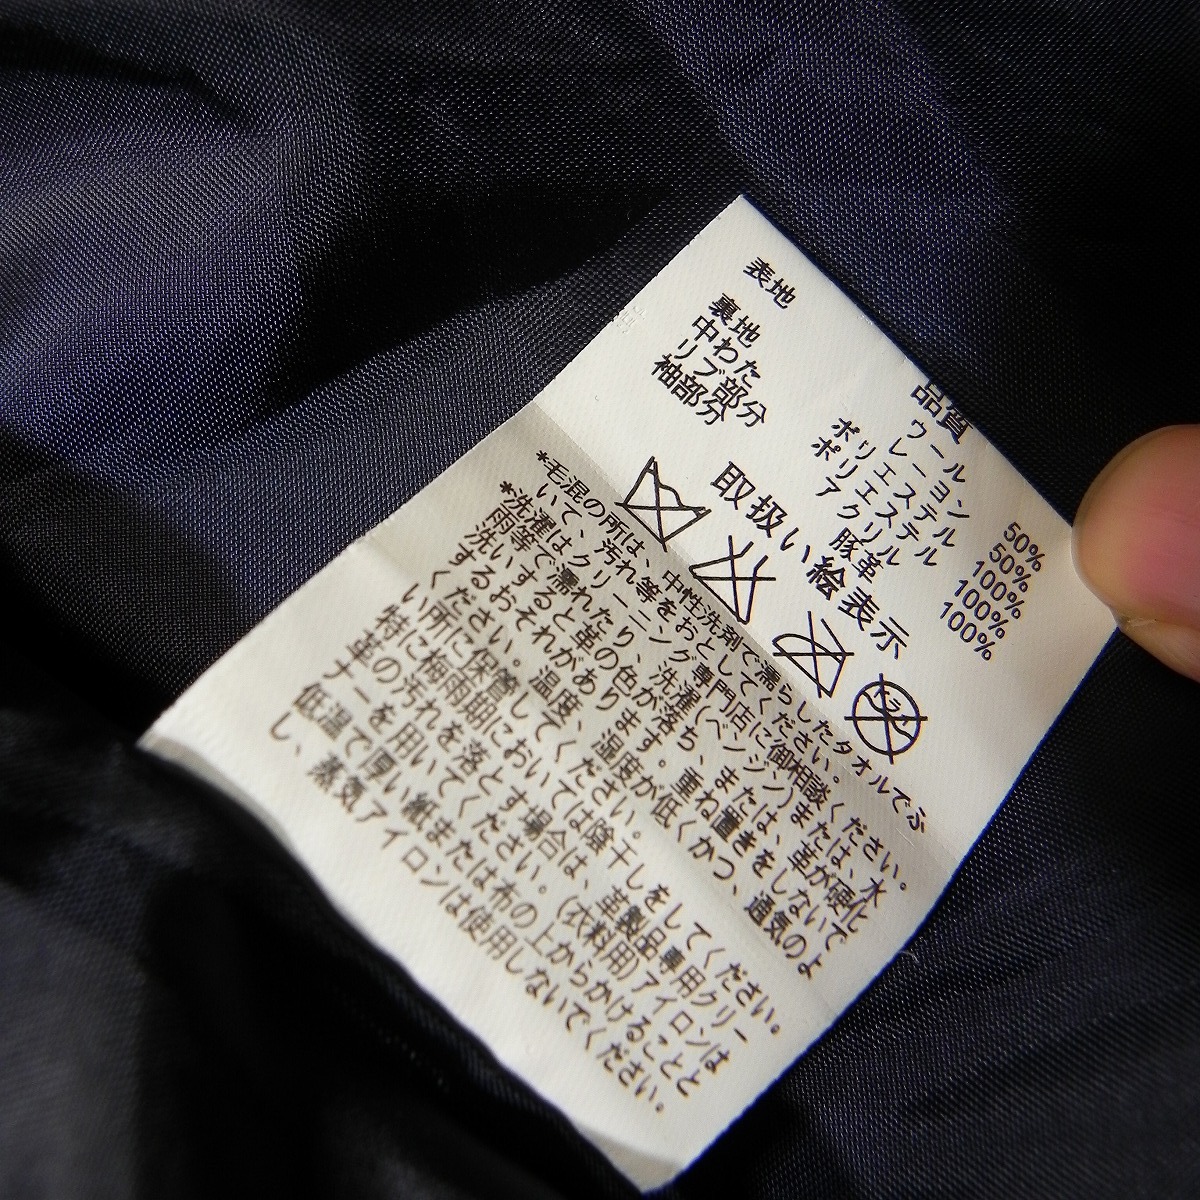 品質
表地 ウール 50%
レーヨン 50%
裏地 ポリエステル 100%
中わた ポリエステル 100%
リブ部分 アクリル 100%
袖部分 豚革
取扱い絵表示
ドライ
*毛混の所は、中性洗剤で濡らしたタオルでふ
いて、汚れ等をおとしてください。
*洗濯はクリーニング専門店に御相談ください。
雨等で濡れたり、洗濯(ベンジン)または、水
洗いすると革の色が落ち、または、革が硬化
するおそれがあります。重ね置きをしないで
ください。温度、湿度が低くかつ、通気のよ
い所に保管してください。
特に梅雨期においては陰干しをしてください。
革の汚れを落とす場合は、革製品専用クリー
ナーを用いてください。(衣料用)アイロンは
低温で厚い紙または布の上からかけることと
し、蒸気アイロンは使用しないでください。